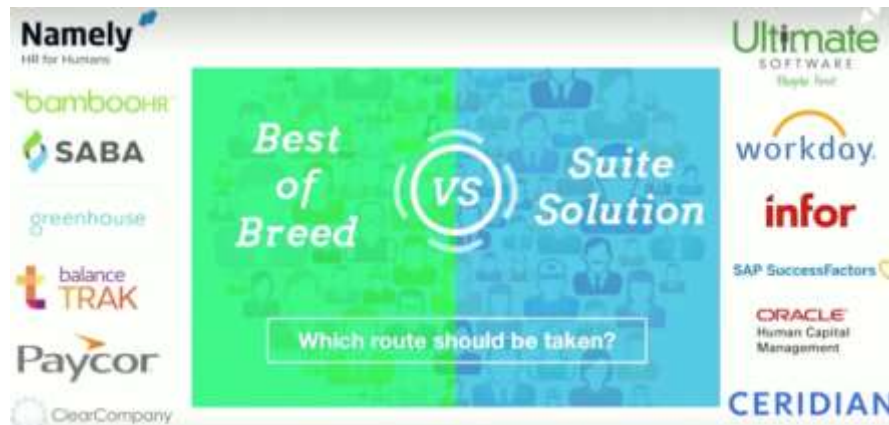 Namely
HR for Humans
bambooHR
SABA
greenhouse
balance
TRAK
Paycor
ClearCompany
Best
of
Breed
VS
Suite
Solution
Which route should be taken?
Ultimate
SOFTWARE
People First
workday.
infor
SAP SuccessFactors
ORACLE
Human Capital
Management
CERIDIAN